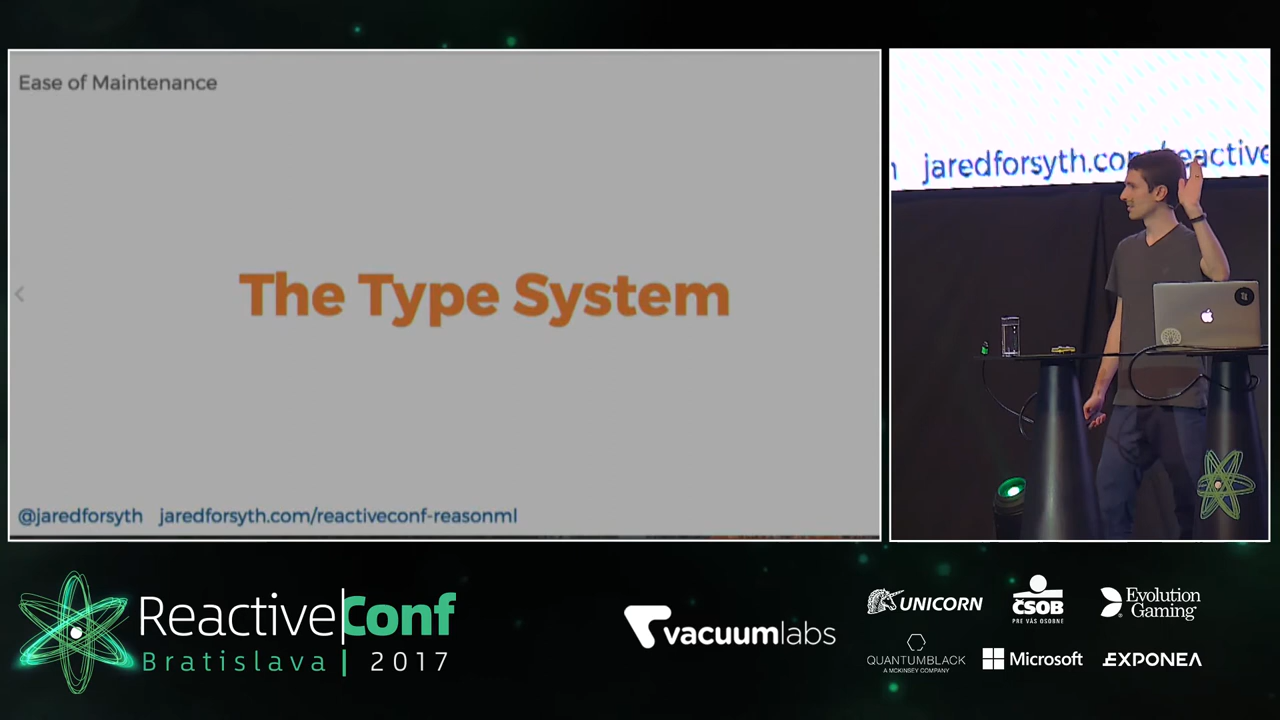 Ease of Maintenance
The Type System
@jaredforsyth jaredforsyth.com/reactiveconf-reasonml
jaredforsyth.com/reactive
ReactiveConf
Bratislava | 2017
vacuumlabs
UNICORN
ČSOB
PRE VÁS OSOBNE
Evolution
Gaming
QUANTUMBLACK
A MCKINSEY COMPANY
Microsoft
EXPONEA